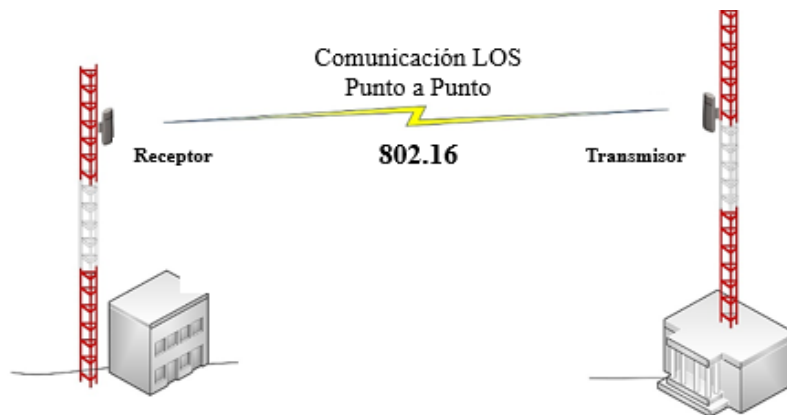 Comunicación LOS
Punto a Punto
Receptor
802.16
Transmisor